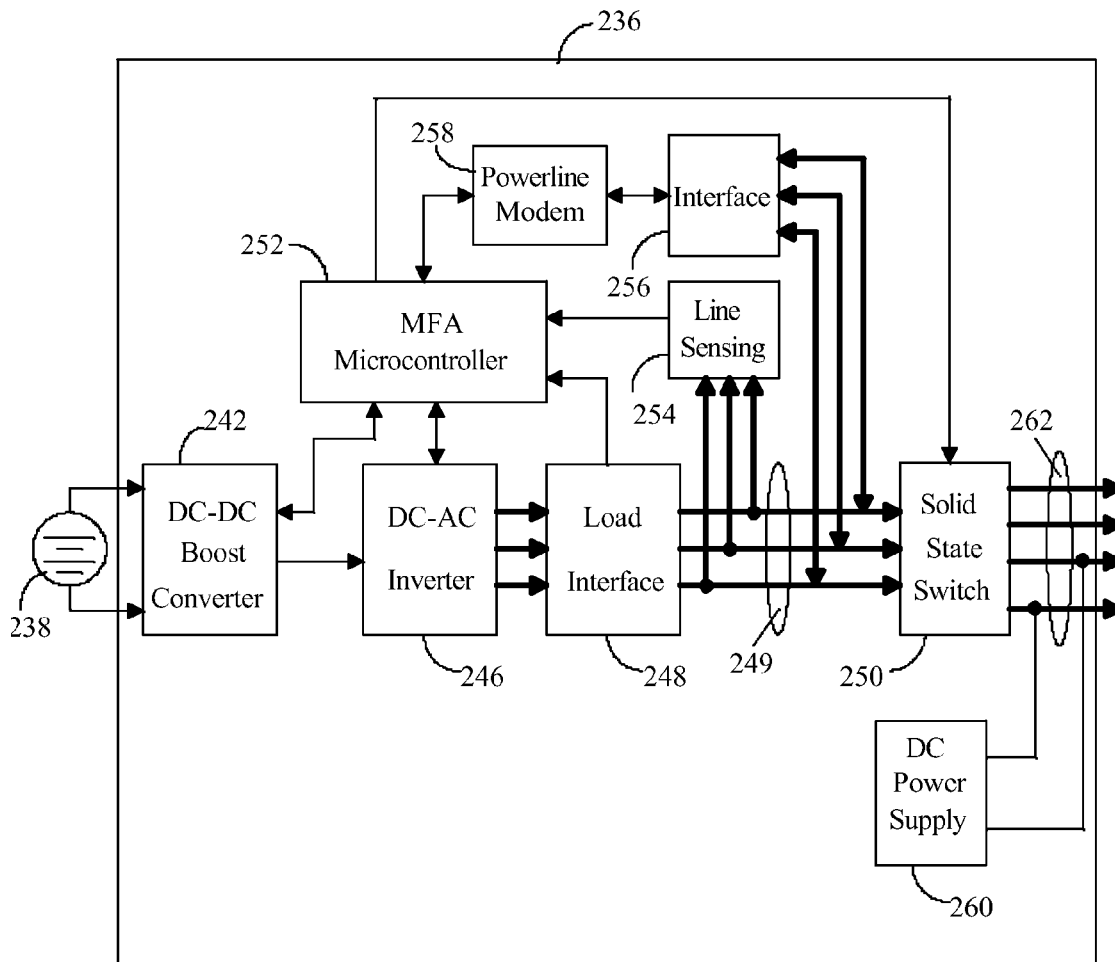 236
258
Powerline
Modem
Interface
256
252
MFA
Microcontroller
Line
Sensing
254
242
DC-DC
Boost
Converter
238
DC-AC
Inverter
246
Load
Interface
248
249
Solid
State
Switch
250
262
DC
Power
Supply
260